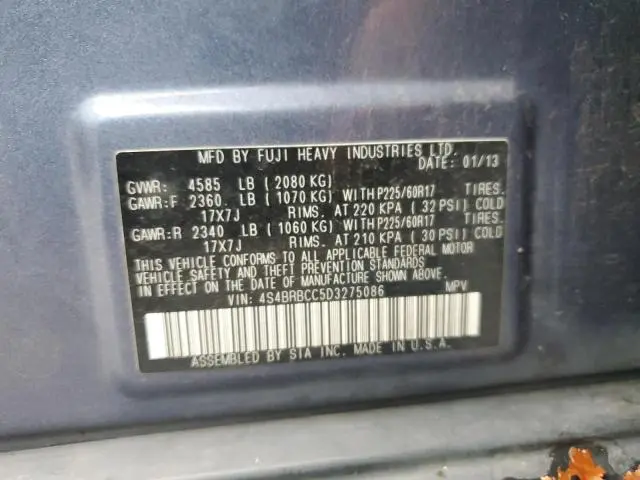 MFD BY FUJI HEAVY INDUSTRIES LTD.
DATE: 01/13
GVWR: 4585 LB (2080 KG)
GAWR:F 2360 LB (1070 KG) WITH P225/60R17 TIRES.
17X7J RIMS. AT 220 KPA (32 PSI) COLD
GAWR:R 2340 LB (1060 KG) WITH P225/60R17 TIRES.
17X7J RIMS. AT 210 KPA (30 PSI) COLD
THIS VEHICLE CONFORMS TO ALL APPLICABLE FEDERAL MOTOR
VEHICLE SAFETY AND THEFT PREVENTION STANDARDS
IN EFFECT ON THE DATE OF MANUFACTURE SHOWN ABOVE.
VIN: 4S4BRBCC5D3275086 MPV
ASSEMBLED BY SIA INC. MADE IN U.S.A.